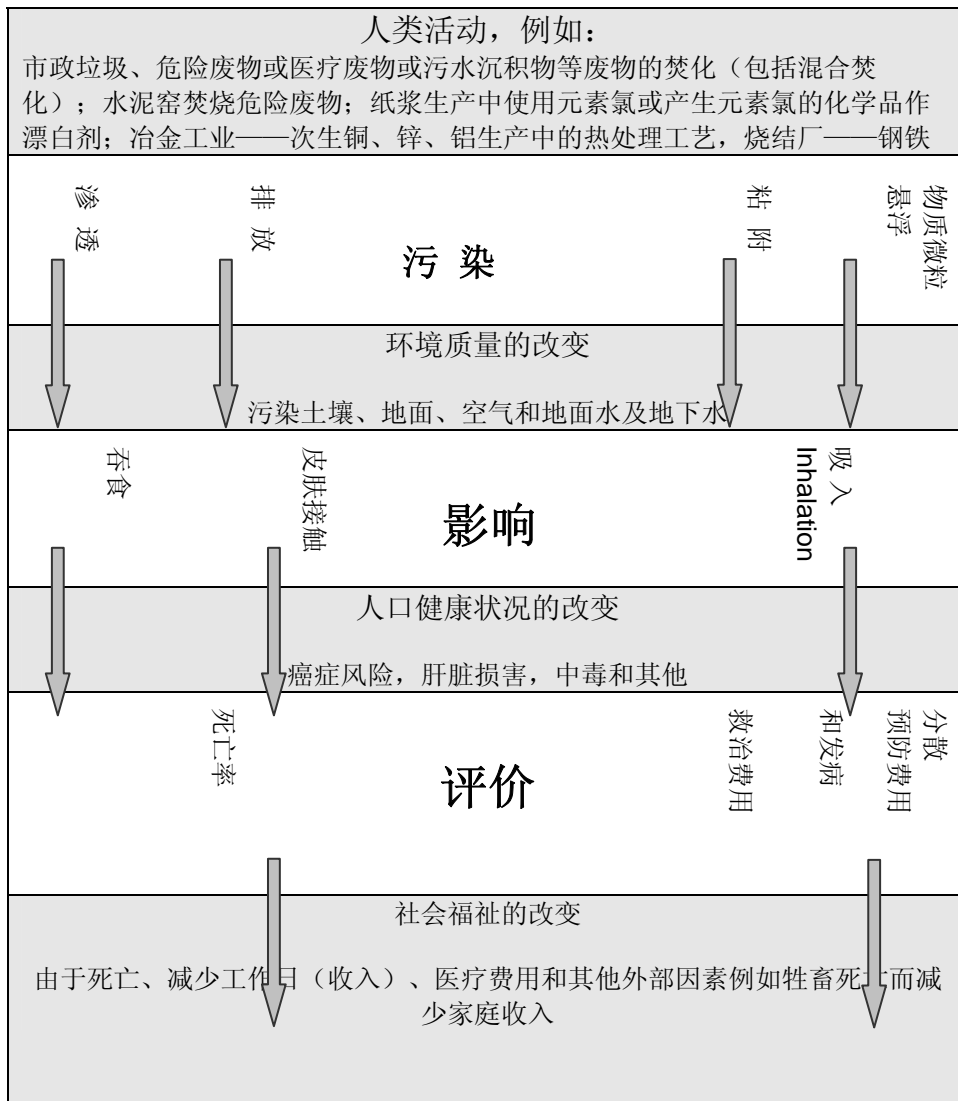 人类活动，例如：
市政垃圾、危险废物或医疗废物或污水沉积物等废物的焚化（包括混合焚
化）；水泥窑焚烧危险废物；纸浆生产中使用元素氯或产生元素氯的化学品作
漂白剂；冶金工业——次生铜、锌、铝生产中的热处理工艺，烧结厂——钢铁
渗透
排放
污染
粘附
物质微粒
悬浮
环境质量的改变
污染土壤、地面、空气和地面水及地下水
吞食
皮肤接触
影响
吸入
Inhalation
人口健康状况的改变
癌症风险，肝脏损害，中毒和其他
死亡率
评价
救治费用
和发病
分散
预防费用
社会福祉的改变
由于死亡、减少工作日（收入）、医疗费用和其他外部因素例如牲畜死亡而减
少家庭收入